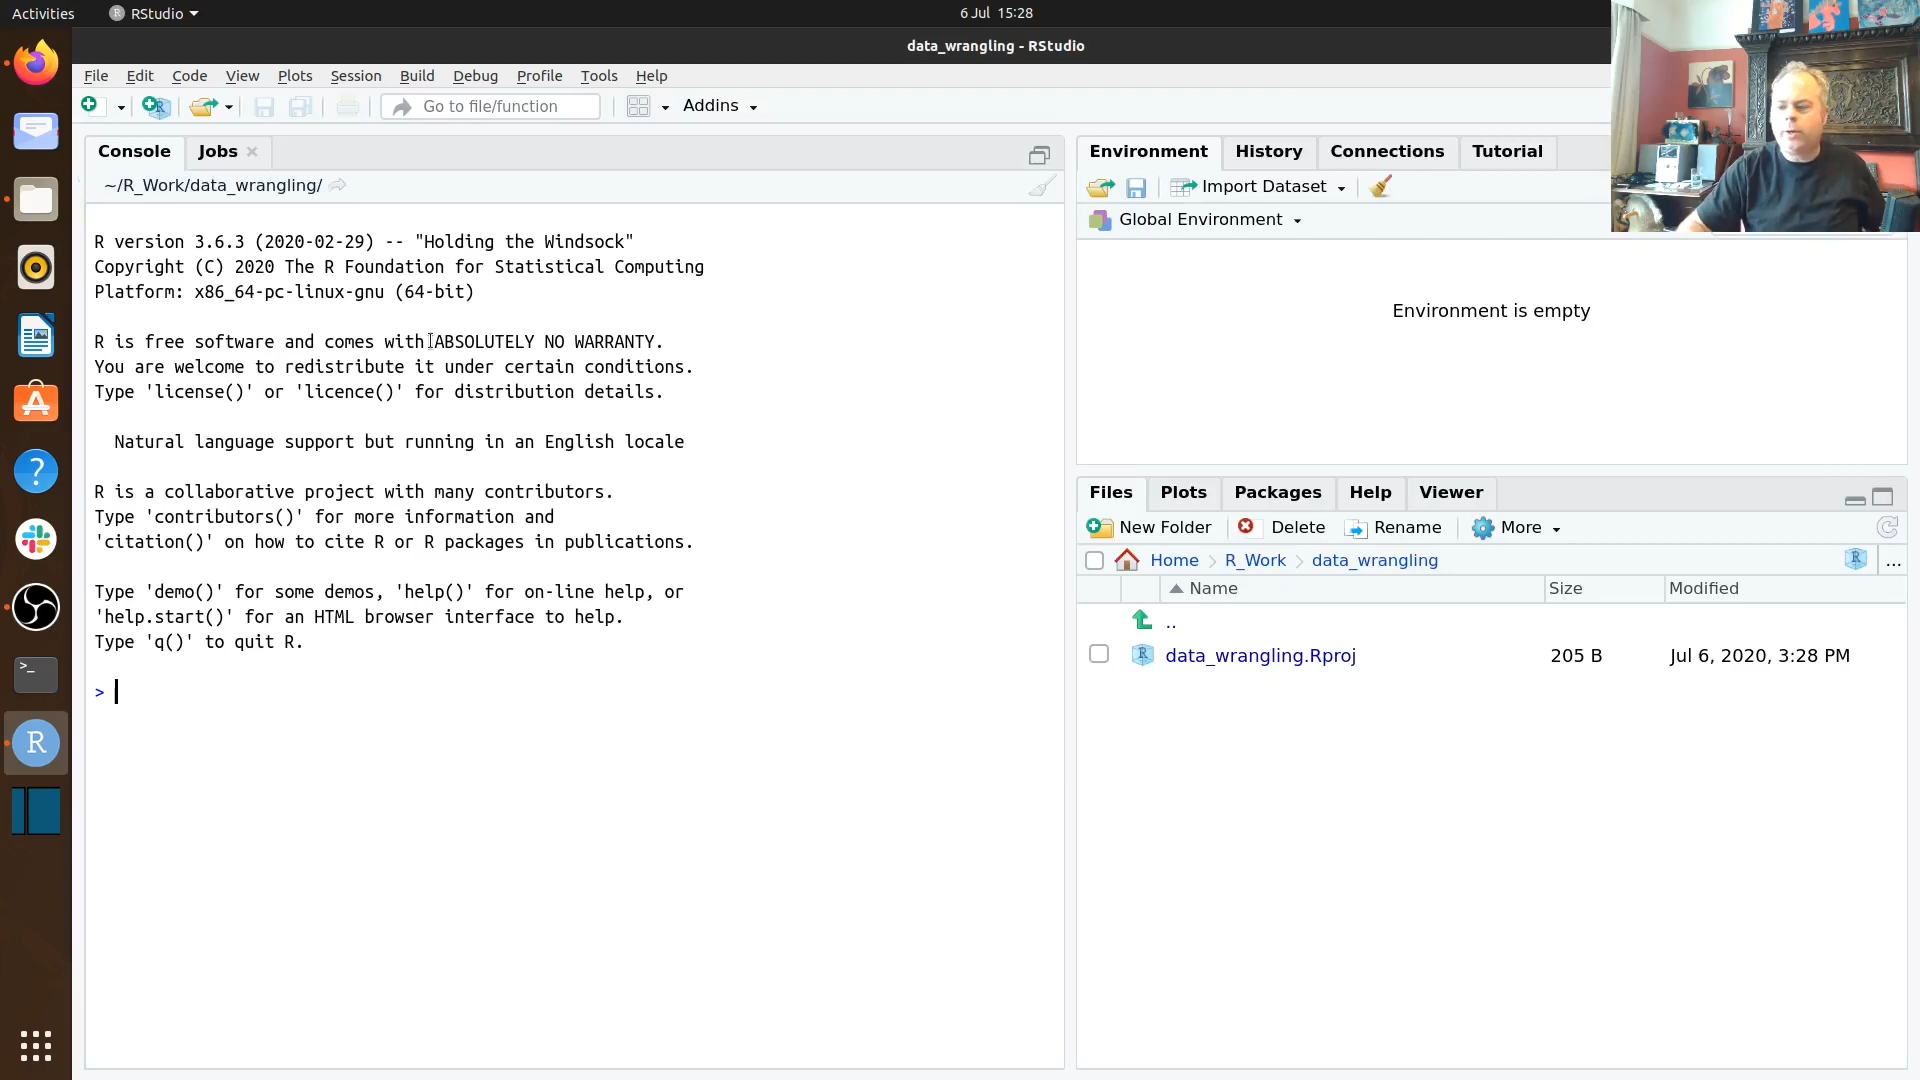 Activities RStudio 6 Jul 15:28
data_wrangling - RStudio
File Edit Code View Plots Session Build Debug Profile Tools Help
Go to file/function Addins
Console Jobs
~/R_Work/data_wrangling/
R version 3.6.3 (2020-02-29) -- "Holding the Windsock"
Copyright (C) 2020 The R Foundation for Statistical Computing
Platform: x86_64-pc-linux-gnu (64-bit)
R is free software and comes with ABSOLUTELY NO WARRANTY.
You are welcome to redistribute it under certain conditions.
Type 'license()' or 'licence()' for distribution details.
Natural language support but running in an English locale
R is a collaborative project with many contributors.
Type 'contributors()' for more information and
'citation()' on how to cite R or R packages in publications.
Type 'demo()' for some demos, 'help()' for on-line help, or
'help.start()' for an HTML browser interface to help.
Type 'q()' to quit R.
>
Environment History Connections Tutorial
Import Dataset
Global Environment
Environment is empty
Files Plots Packages Help Viewer
New Folder Delete Rename More
Home R_Work data_wrangling ...
Name Size Modified
..
data_wrangling.Rproj 205 B Jul 6, 2020, 3:28 PM